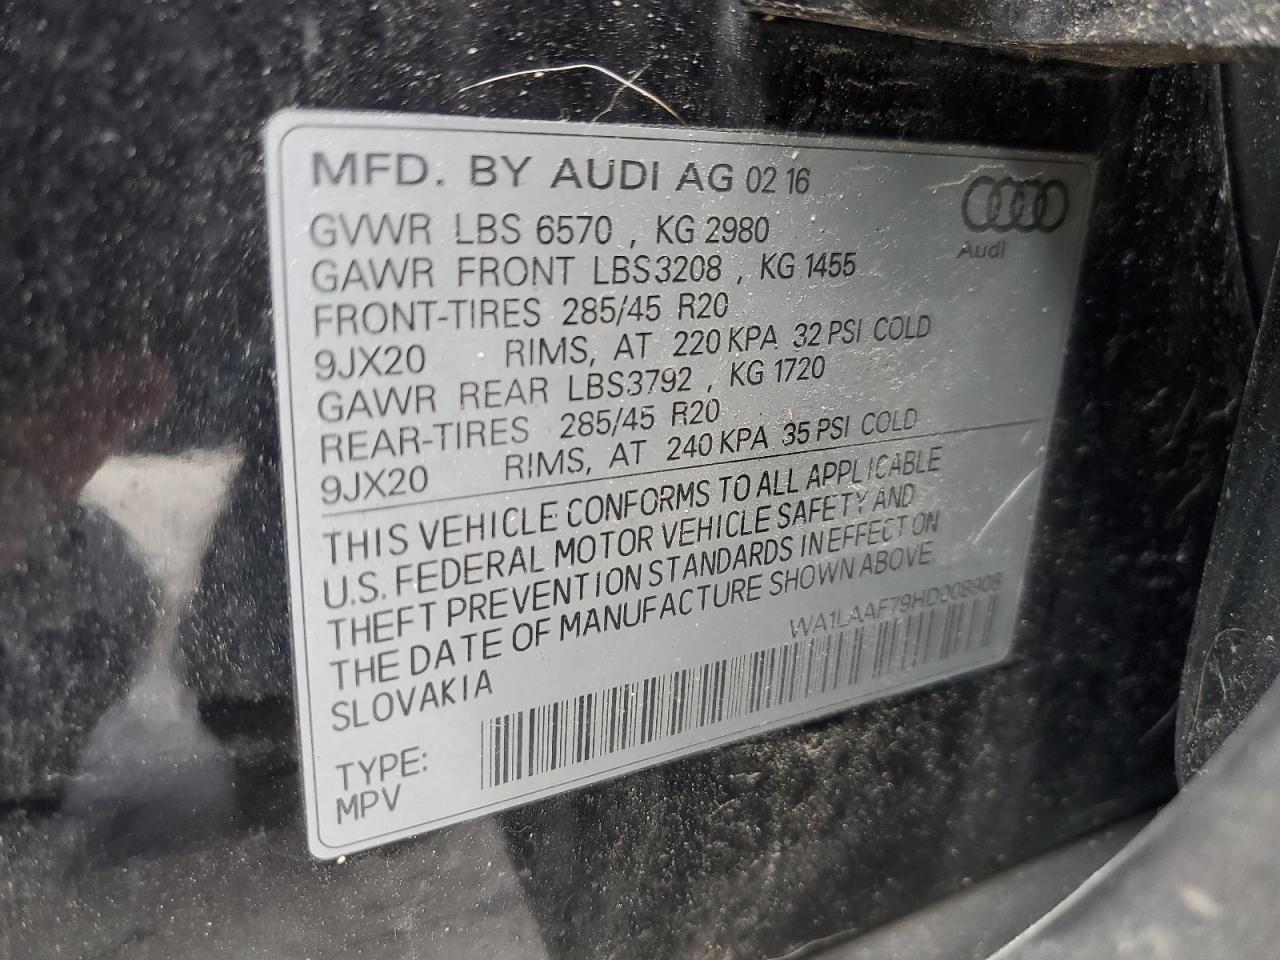 MFD. BY AUDI AG 02 16
Audi
GVWR LBS 6570 , KG 2980
GAWR FRONT LBS3208 , KG 1455
FRONT-TIRES 285/45 R20
9JX20 RIMS, AT 220 KPA 32 PSI COLD
GAWR REAR LBS3792 , KG 1720
REAR-TIRES 285/45 R20
9JX20 RIMS, AT 240 KPA 35 PSI COLD
THIS VEHICLE CONFORMS TO ALL APPLICABLE
U.S. FEDERAL MOTOR VEHICLE SAFETY AND
THEFT PREVENTION STANDARDS IN EFFECT ON
THE DATE OF MANUFACTURE SHOWN ABOVE.
SLOVAKIA
WA1LAAF79HD008908
TYPE:
MPV